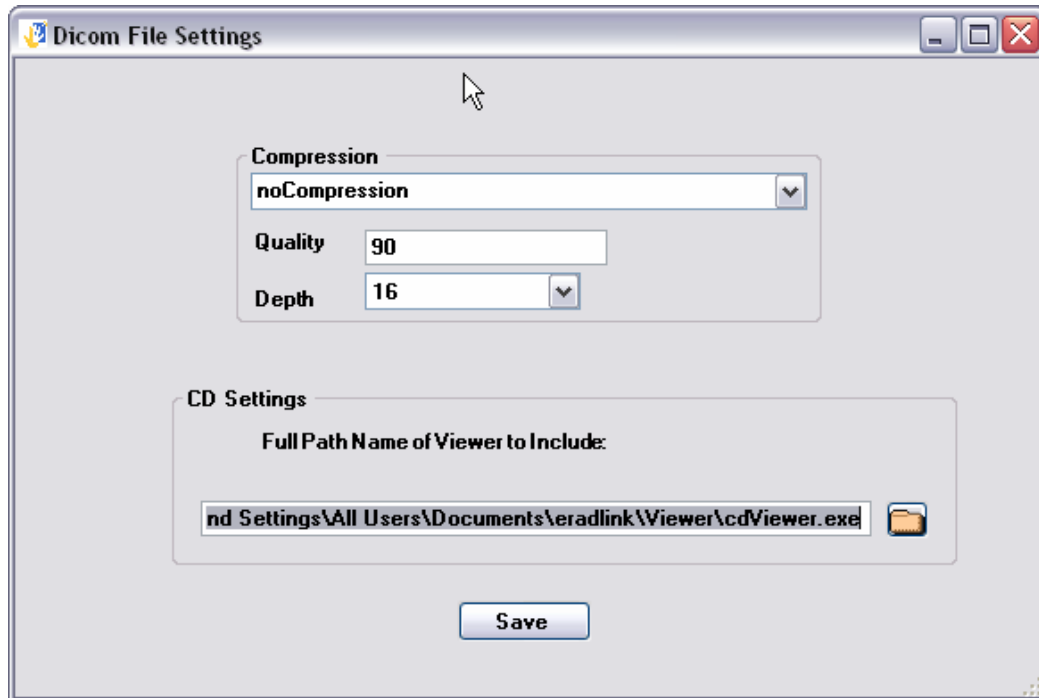 Dicom File Settings
Compression
noCompression
Quality 90
Depth 16
CD Settings
Full Path Name of Viewer to Include:
nd Settings\All Users\Documents\eradlink\Viewer\cdViewer.exe
Save